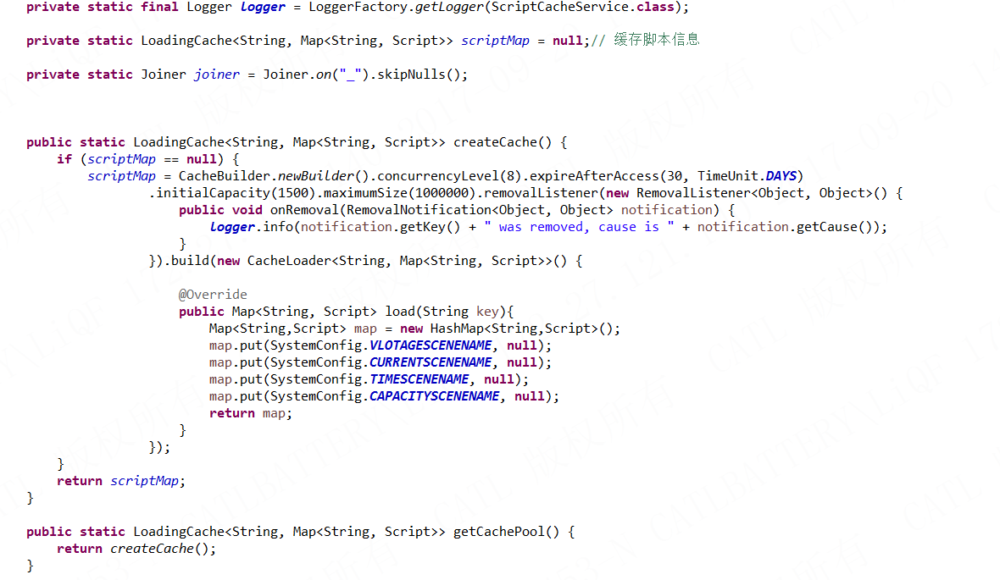 private static final Logger logger = LoggerFactory.getLogger(ScriptCacheService.class);
private static LoadingCache<String, Map<String, Script>> scriptMap = null;// 缓存脚本信息
private static Joiner joiner = Joiner.on("_").skipNulls();
public static LoadingCache<String, Map<String, Script>> createCache() {
if (scriptMap == null) {
scriptMap = CacheBuilder.newBuilder().concurrencyLevel(8).expireAfterAccess(30, TimeUnit.DAYS)
.initialCapacity(1500).maximumSize(1000000).removalListener(new RemovalListener<Object, Object>() {
public void onRemoval(RemovalNotification<Object, Object> notification) {
logger.info(notification.getKey() + " was removed, cause is " + notification.getCause());
}
}).build(new CacheLoader<String, Map<String, Script>>() {
@Override
public Map<String, Script> load(String key){
Map<String,Script> map = new HashMap<String,Script>();
map.put(SystemConfig.VLOTAGESCENENAME, null);
map.put(SystemConfig.CURRENTSCENENAME, null);
map.put(SystemConfig.TIMESCENENAME, null);
map.put(SystemConfig.CAPACITYSCENENAME, null);
return map;
}
});
}
return scriptMap;
}
public static LoadingCache<String, Map<String, Script>> getCachePool() {
return createCache();
}